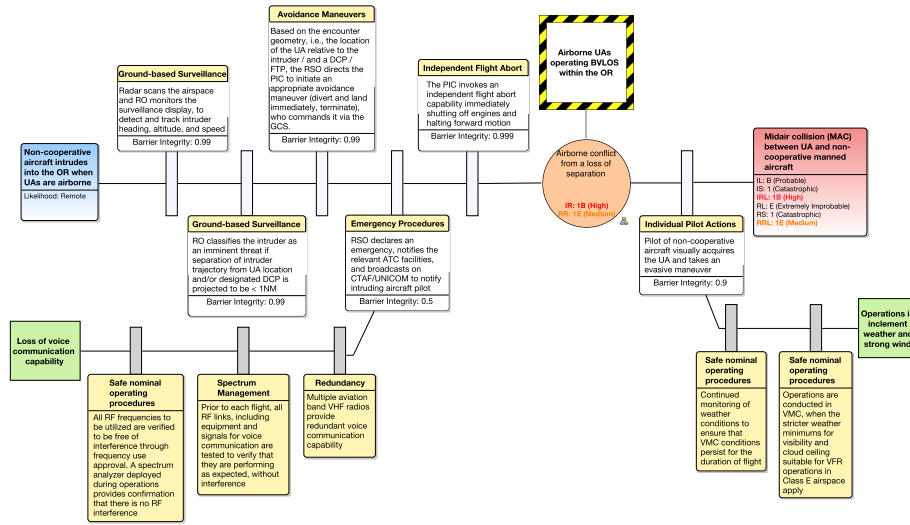 Avoidance Maneuvers
Based on the encounter
geometry, i.e., the location
of the UA relative to the
intruder / and a DCP /
FTP, the RSO directs the
PIC to initiate an
appropriate avoidance
maneuver (divert and land
immediately, terminate),
who commands it via the
GCS.
Barrier Integrity: 0.99
Ground-based Surveillance
Radar scans the airspace
and RO monitors the
surveillance display, to
detect and track intruder
heading, altitude, and speed
Barrier Integrity: 0.99
Independent Flight Abort
The PIC invokes an
independent flight abort
capability immediately
shutting off engines and
halting forward motion
Barrier Integrity: 0.999
Airborne UAs
operating BVLOS
within the OR
Non-cooperative
aircraft intrudes
into the OR when
UAs are airborne
Likelihood: Remote
Airborne conflict
from a loss of
separation
IR: 1B (High)
RR: 1E (Medium)
Midair collision (MAC)
between UA and non-
cooperative manned
aircraft
IL: B (Probable)
IS: 1 (Catastrophic)
IRL: 1B (High)
RL: E (Extremely Improbable)
RS: 1 (Catastrophic)
RRL: 1E (Medium)
Ground-based Surveillance
RO classifies the intruder as
an imminent threat if
separation of intruder
trajectory from UA location
and/or designated DCP is
projected to be < 1NM
Barrier Integrity: 0.99
Emergency Procedures
RSO declares an
emergency, notifies the
relevant ATC facilities,
and broadcasts on
CTAF/UNICOM to notify
intruding aircraft pilot
Barrier Integrity: 0.5
Individual Pilot Actions
Pilot of non-cooperative
aircraft visually acquires
the UA and takes an
evasive maneuver
Barrier Integrity: 0.9
Loss of voice
communication
capability
Operations i
inclement
weather and
strong wind
Safe nominal
operating
procedures
All RF frequencies to
be utilized are verified
to be free of
interference through
frequency use
approval. A spectrum
analyzer deployed
during operations
provides confirmation
that there is no RF
interference
Spectrum
Management
Prior to each flight, all
RF links, including
equipment and
signals for voice
communication are
tested to verify that
they are performing
as expected, without
interference
Redundancy
Multiple aviation
band VHF radios
provide
redundant voice
communication
capability
Safe nominal
operating
procedures
Continued
monitoring of
weather
conditions to
ensure that
VMC conditions
persist for the
duration of flight
Safe nominal
operating
procedures
Operations are
conducted in
VMC, when the
stricter weather
minimums for
visibility and
cloud ceiling
suitable for VFR
operations in
Class E airspace
apply